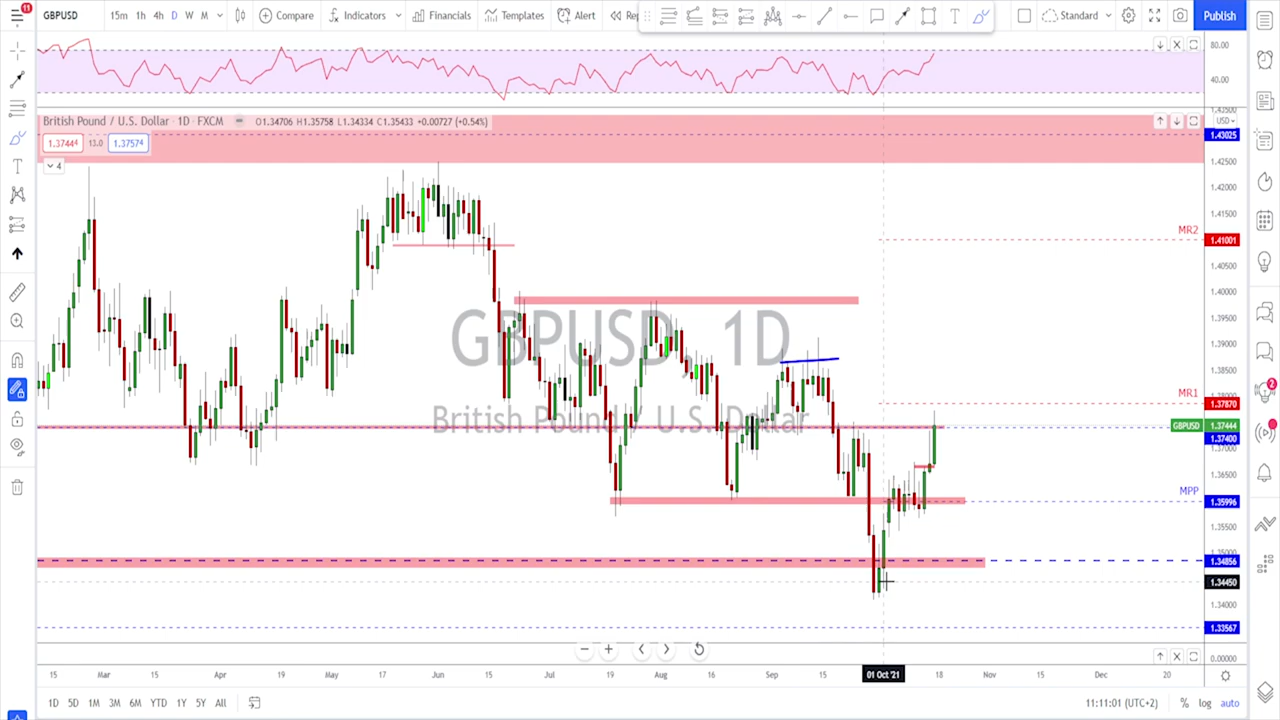 11 GBPUSD 15m 1h 4h D W M Compare Indicators Financials Templates Alert Standard Publish
80.00
40.00
British Pound / U.S. Dollar · 1D · FXCM O1.34706 H1.35758 L1.34334 C1.35433 +0.00727 (+0.54%)
USD
1.43025
1.37444 13.0 1.37574
1.42500
4
1.42000
1.41500
MR2
1.41001
1.40500
1.40000
1.39500
GBPUSD, 1D
1.39000
1.38500
MR1
1.37870
British Pound / U.S. Dollar
GBPUSD 1.37444
1.37400
1.37000
1.36500
MPP
1.35996
1.35500
1.34856
1.34450
1.34000
1.33567
0.00000
15 Mar 15 Apr 19 May 17 Jun 15 Jul 19 Aug 16 Sep 15 01 Oct '21 18 Nov 15 Dec 20
1D 5D 1M 3M 6M YTD 1Y 5Y All 11:11:01 (UTC+2) % log auto
2